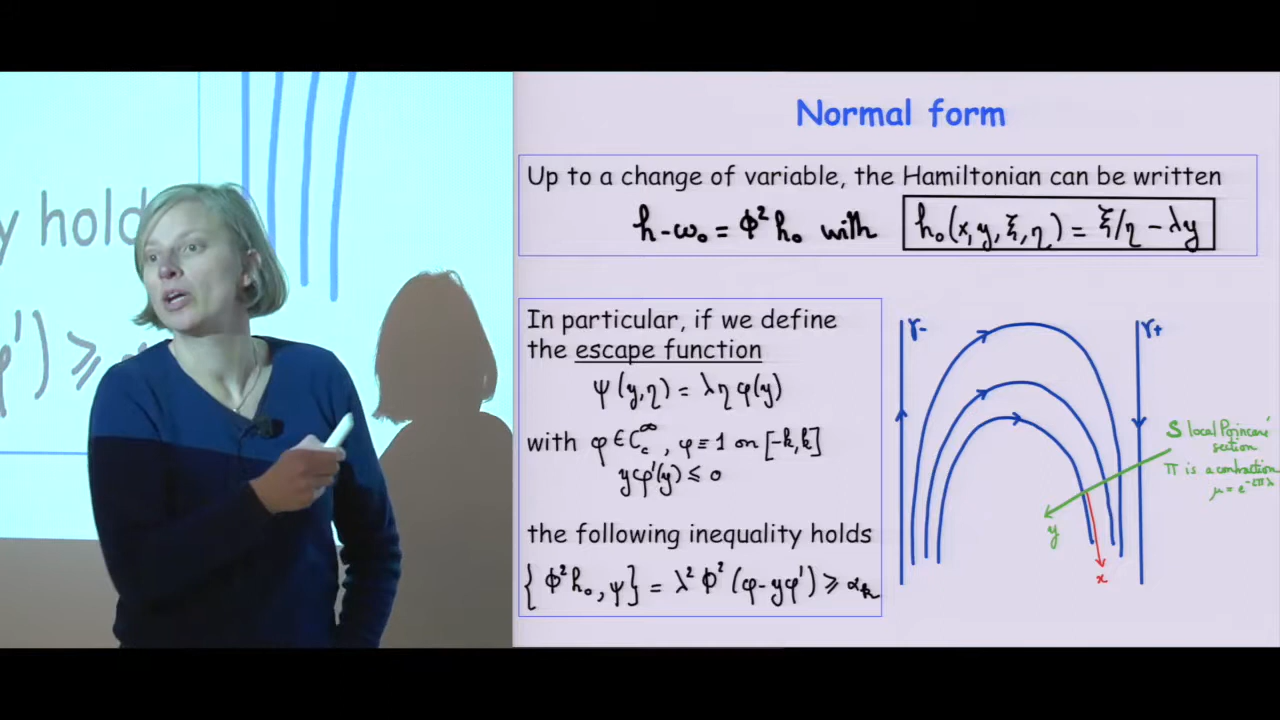 Normal form
Up to a change of variable, the Hamiltonian can be written
h-ω₀ = Φ² h₀ with h₀(x,y,ξ,η) = ξ/η - λy
In particular, if we define
the escape function
ψ(y,η) = λη φ(y)
with φ ∈ C_c^∞, φ ≡ 1 on [-k,k]
yφ'(y) ≤ 0
the following inequality holds
{Φ²h₀, ψ} = λ²Φ²(φ-yφ') ≥ α_k
γ-
γ+
S local Poincaré
section
Π is a contraction
μ = e^{-2πλ}
y
x
y hold
φ') ≥